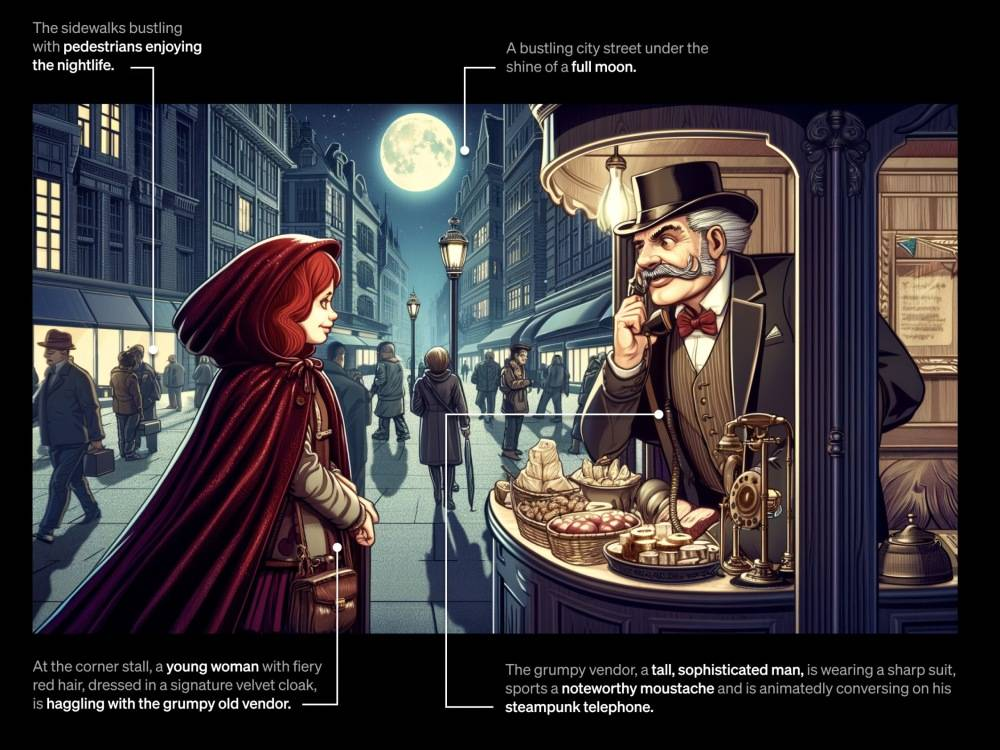 The sidewalks bustling
with pedestrians enjoying
the nightlife.
A bustling city street under the
shine of a full moon.
At the corner stall, a young woman with fiery
red hair, dressed in a signature velvet cloak,
is haggling with the grumpy old vendor.
The grumpy vendor, a tall, sophisticated man, is wearing a sharp suit,
sports a noteworthy moustache and is animatedly conversing on his
steampunk telephone.